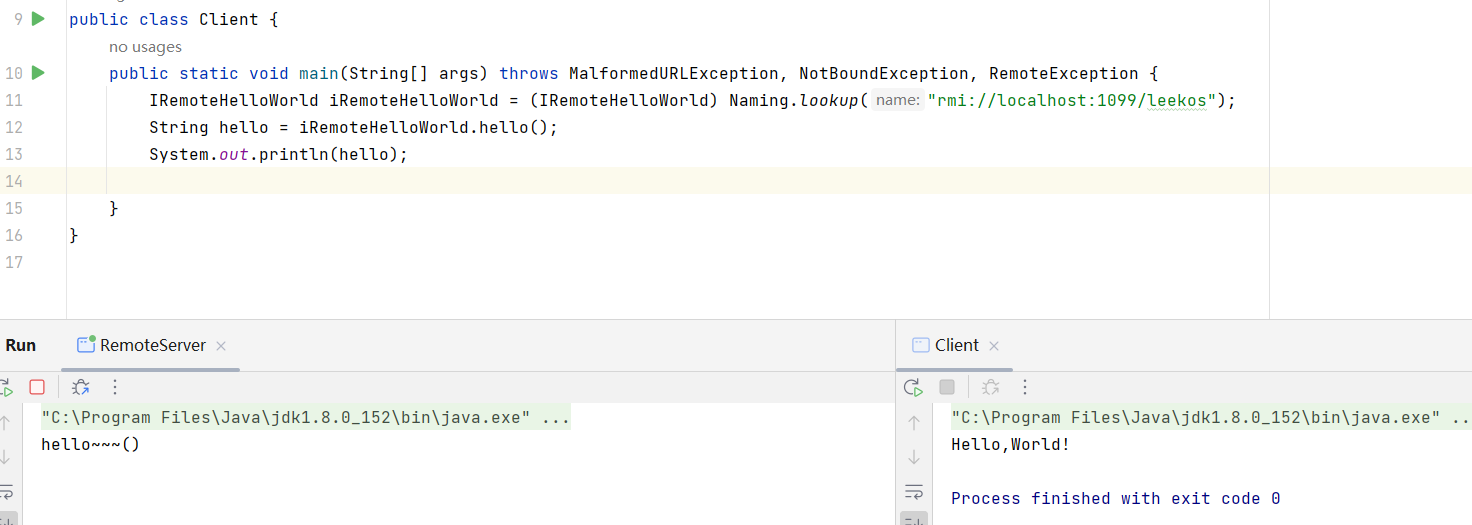 9 public class Client {
no usages
10 public static void main(String[] args) throws MalformedURLException, NotBoundException, RemoteException {
11 IRemoteHelloWorld iRemoteHelloWorld = (IRemoteHelloWorld) Naming.lookup( name: "rmi://localhost:1099/leekos");
12 String hello = iRemoteHelloWorld.hello();
13 System.out.println(hello);
14
15 }
16 }
17
Run RemoteServer × Client ×
"C:\Program Files\Java\jdk1.8.0_152\bin\java.exe" ...
hello~~~()
"C:\Program Files\Java\jdk1.8.0_152\bin\java.exe" ..
Hello,World!
Process finished with exit code 0